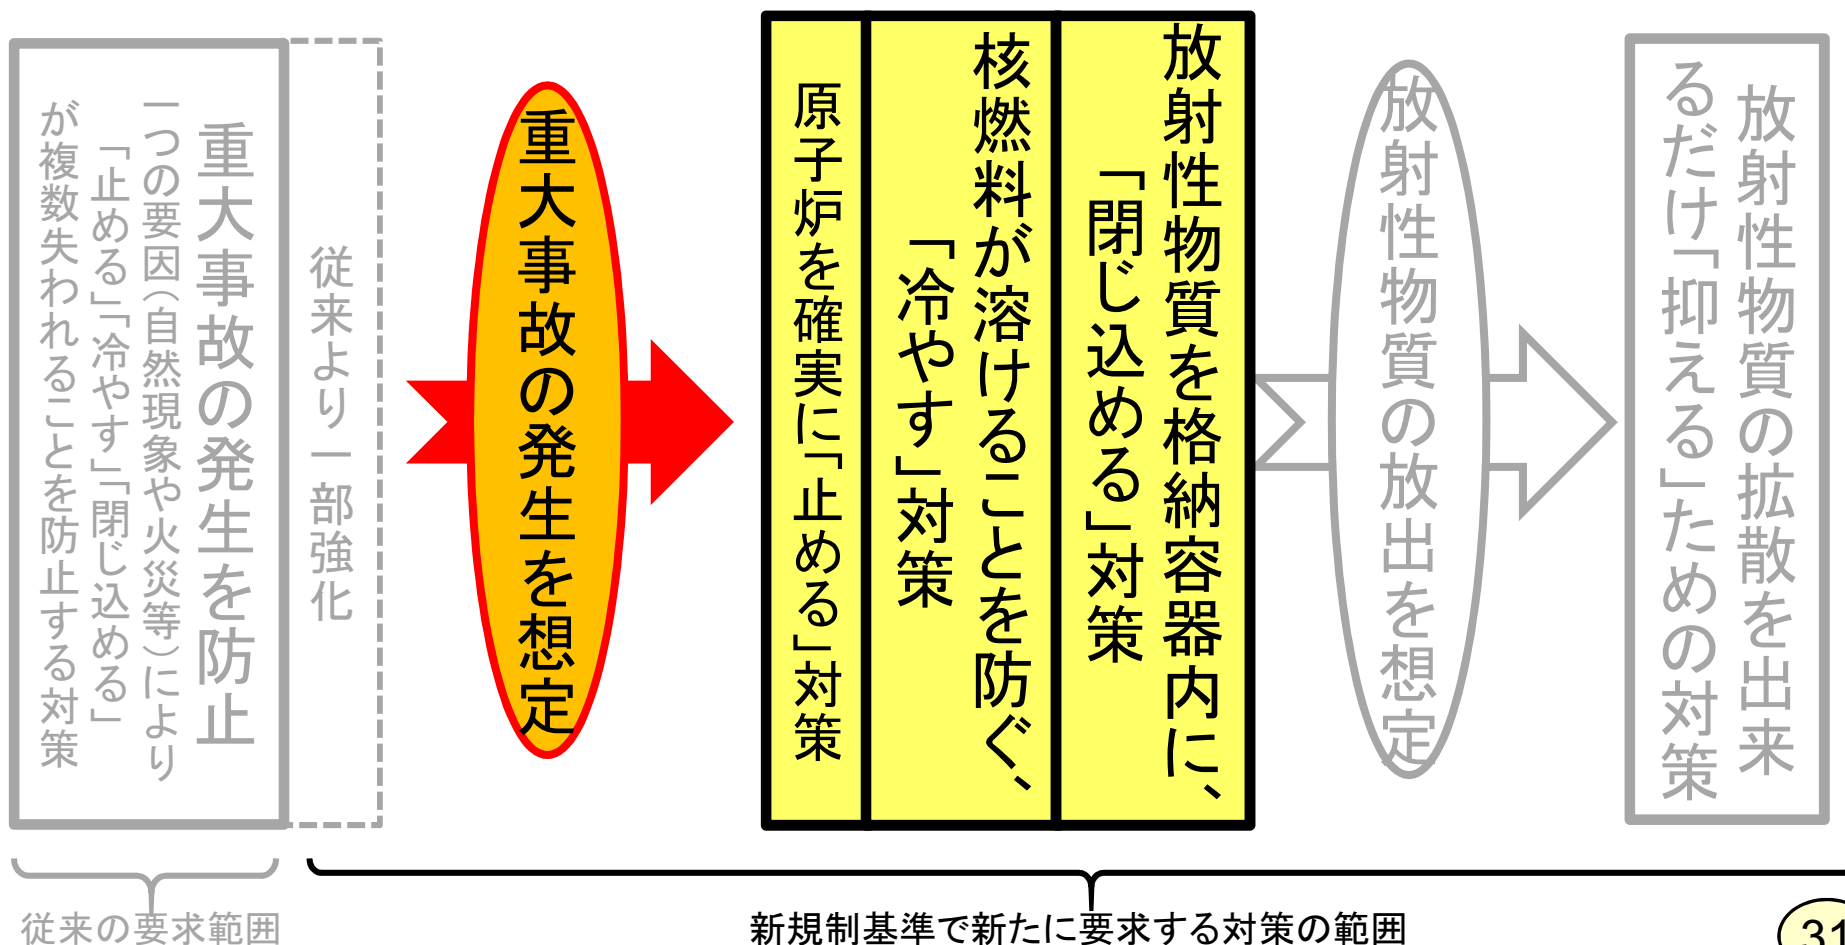 重大事故の発生を防止
一つの要因(自然現象や火災等)により
「止める」「冷やす」「閉じ込める」
が複数失われることを防止する対策
従来より一部強化
重大事故の発生を想定
原子炉を確実に「止める」対策
核燃料が溶けることを防ぐ、
「冷やす」対策
放射性物質を格納容器内に、
「閉じ込める」対策
放射性物質の放出を想定
放射性物質の拡散を出来
るだけ「抑える」ための対策
従来の要求範囲
新規制基準で新たに要求する対策の範囲
31